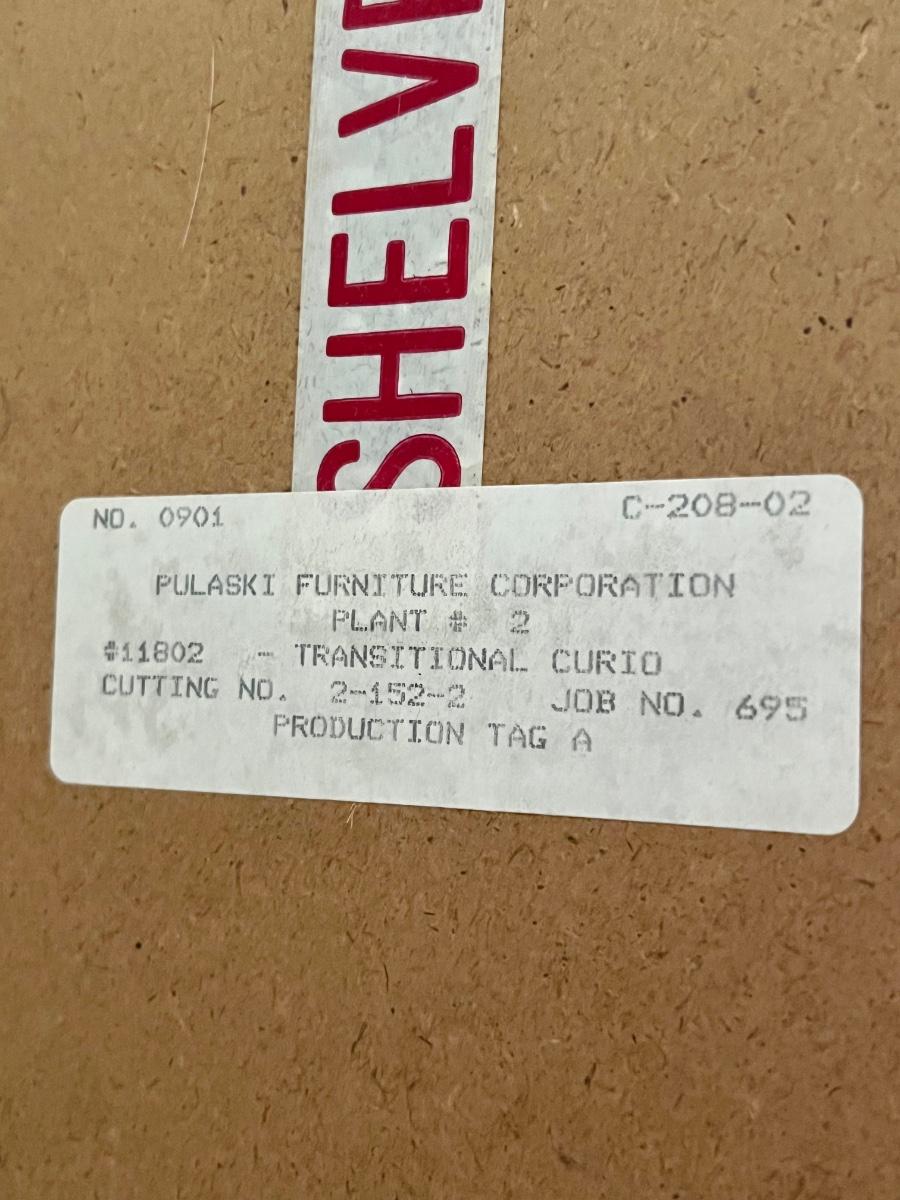 SHELVE
NO. 0901 C-208-02
PULASKI FURNITURE CORPORATION
PLANT # 2
#11802 - TRANSITIONAL CURIO
CUTTING NO. 2-152-2 JOB NO. 695
PRODUCTION TAG A